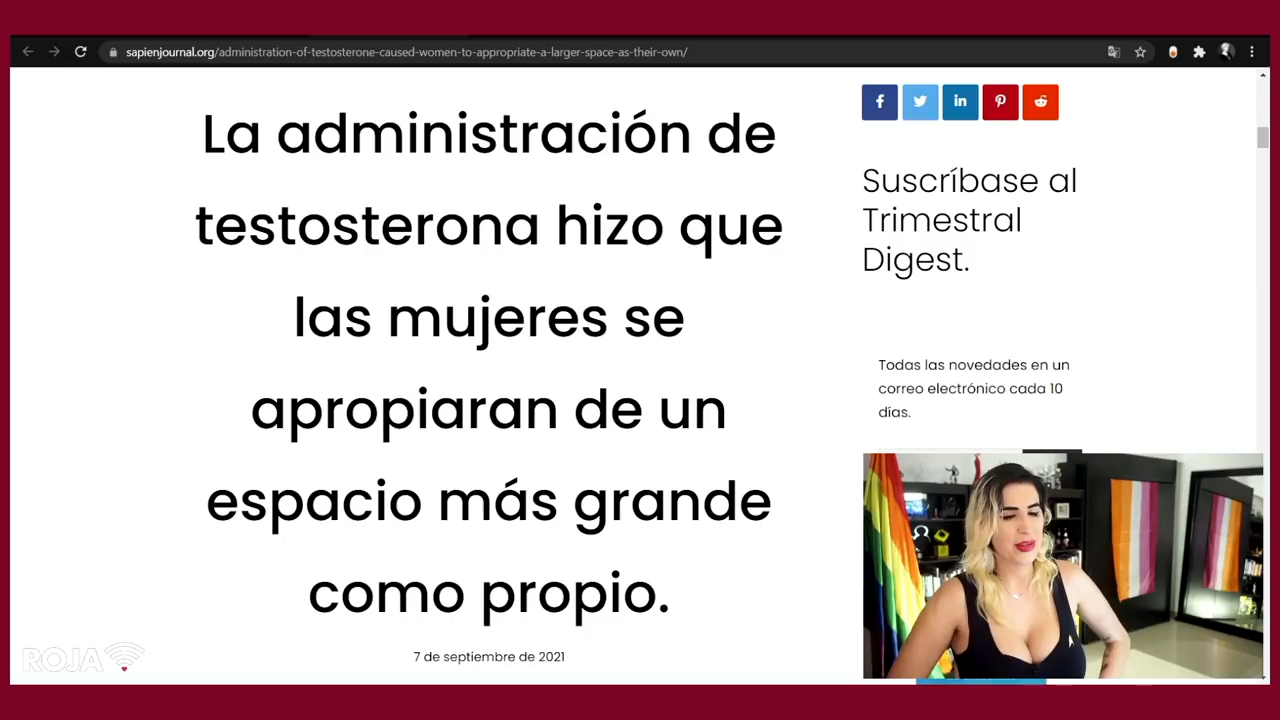 sapienjournal.org/administration-of-testosterone-caused-women-to-appropriate-a-larger-space-as-their-own/
La administración de
testosterona hizo que
las mujeres se
apropiaran de un
espacio más grande
como propio.
7 de septiembre de 2021
Suscríbase al
Trimestral
Digest.
Todas las novedades en un
correo electrónico cada 10
días.
ROJA